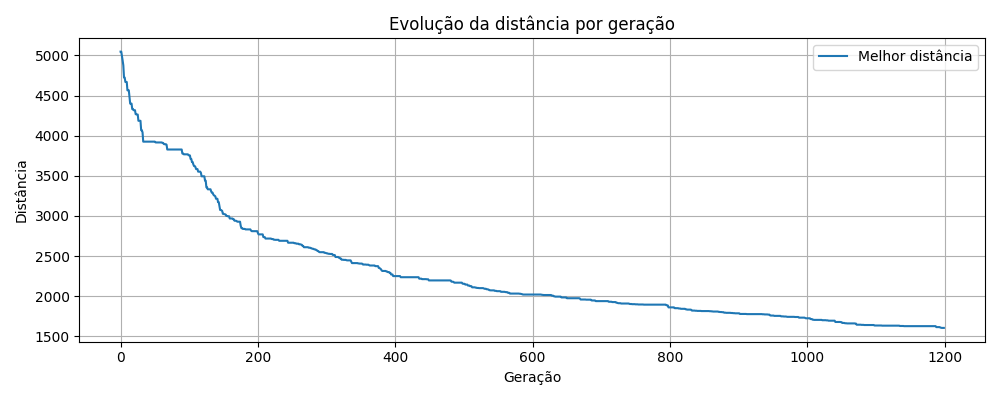 Evolução da distância por geração
Melhor distância
Distância
5000
4500
4000
3500
3000
2500
2000
1500
0 200 400 600 800 1000 1200
Geração